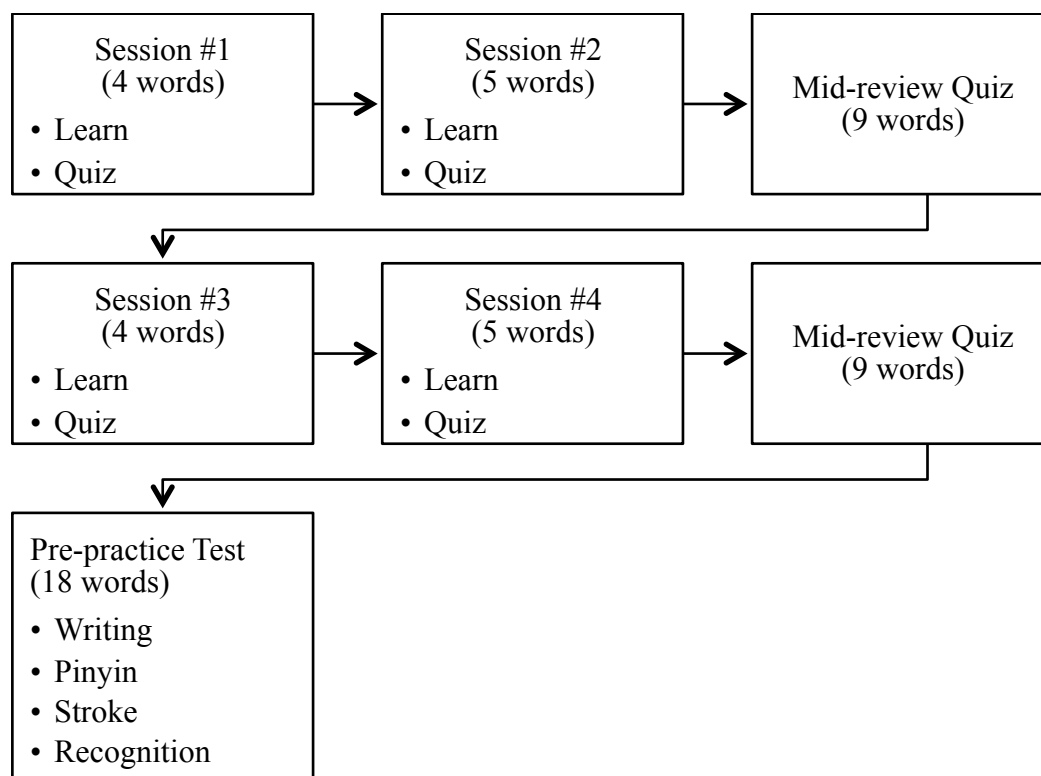 Session #1
(4 words)
• Learn
• Quiz
Session #2
(5 words)
• Learn
• Quiz
Mid-review Quiz
(9 words)
Session #3
(4 words)
• Learn
• Quiz
Session #4
(5 words)
• Learn
• Quiz
Mid-review Quiz
(9 words)
Pre-practice Test
(18 words)
• Writing
• Pinyin
• Stroke
• Recognition